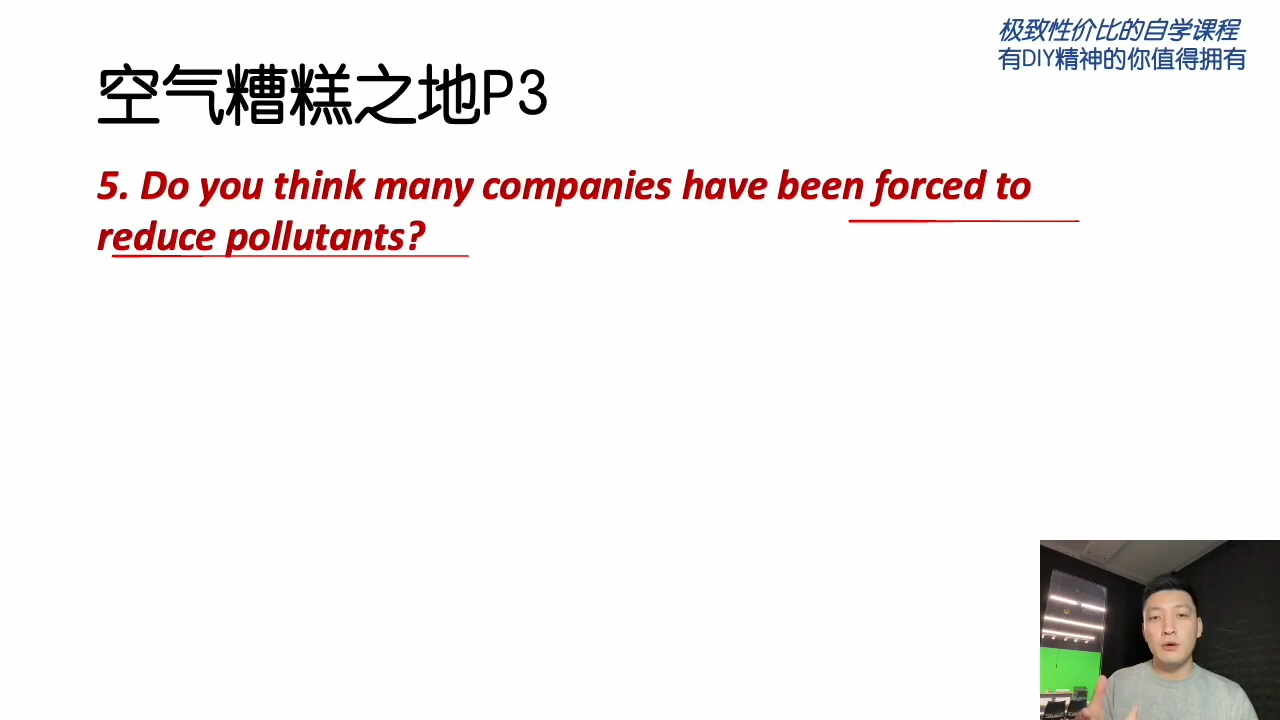 极致性价比的自学课程
有DIY精神的你值得拥有
空气糟糕之地P3
5. Do you think many companies have been forced to
reduce pollutants?